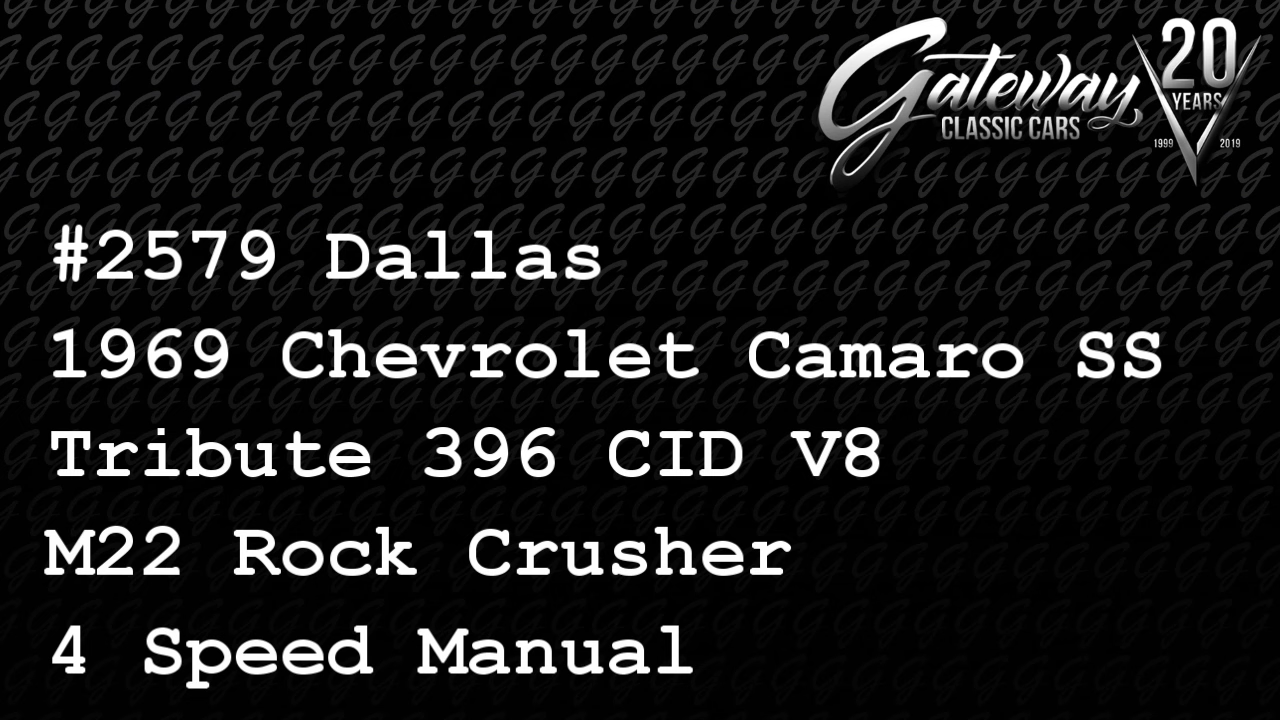 Gateway
CLASSIC CARS
20
YEARS
1999 2019
#2579 Dallas
1969 Chevrolet Camaro SS
Tribute 396 CID V8
M22 Rock Crusher
4 Speed Manual